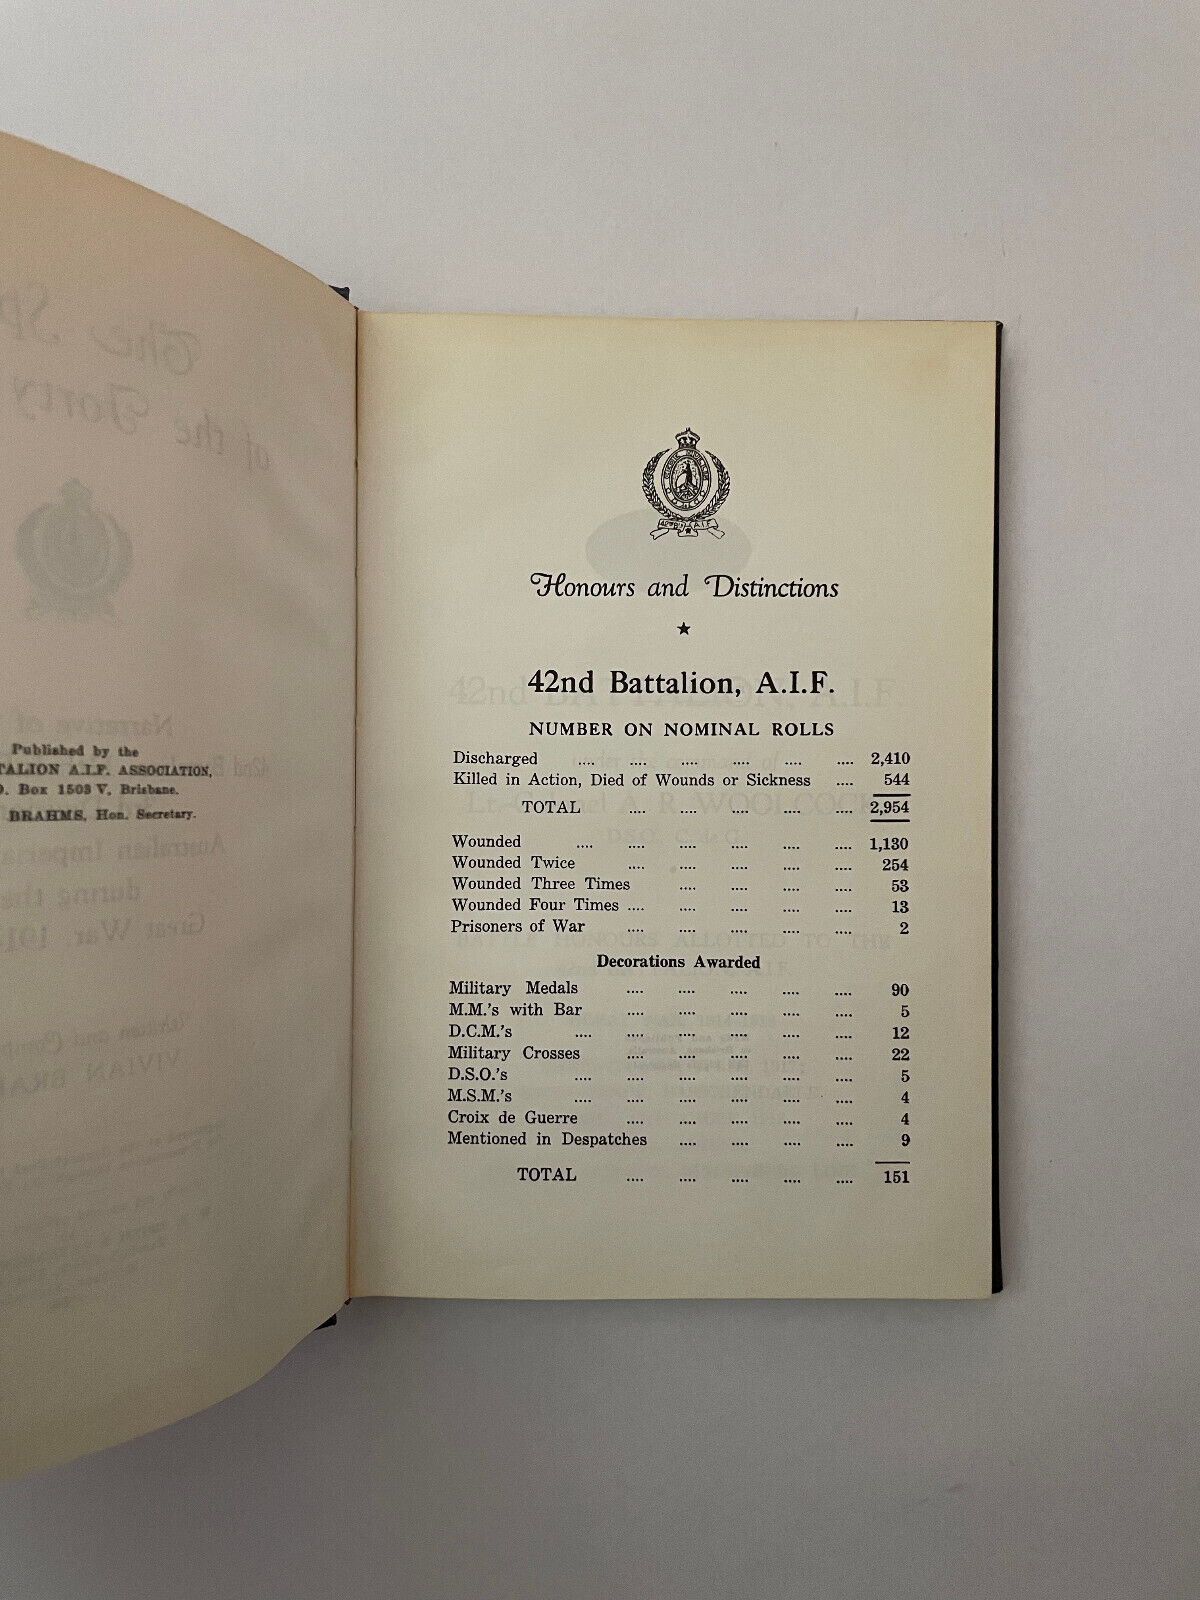 Published by the
TALION A.I.F. ASSOCIATION,
Box 1503 V, Brisbane.
BRAHMS, Hon. Secretary.
42ND BN A.I.F.
Honours and Distinctions
★
42nd Battalion, A.I.F.
NUMBER ON NOMINAL ROLLS
Discharged .... .... .... .... .... .... 2,410
Killed in Action, Died of Wounds or Sickness .... 544
TOTAL .... .... .... .... .... 2,954
Wounded .... .... .... .... .... .... 1,130
Wounded Twice .... .... .... .... .... 254
Wounded Three Times .... .... .... .... 53
Wounded Four Times .... .... .... .... .... 13
Prisoners of War .... .... .... .... .... 2
Decorations Awarded
Military Medals .... .... .... .... .... 90
M.M.'s with Bar .... .... .... .... .... 5
D.C.M.'s .... .... .... .... .... .... 12
Military Crosses .... .... .... .... .... 22
D.S.O.'s .... .... .... .... .... .... 5
M.S.M.'s .... .... .... .... .... .... 4
Croix de Guerre .... .... .... .... .... 4
Mentioned in Despatches .... .... .... .... 9
TOTAL .... .... .... .... .... 151